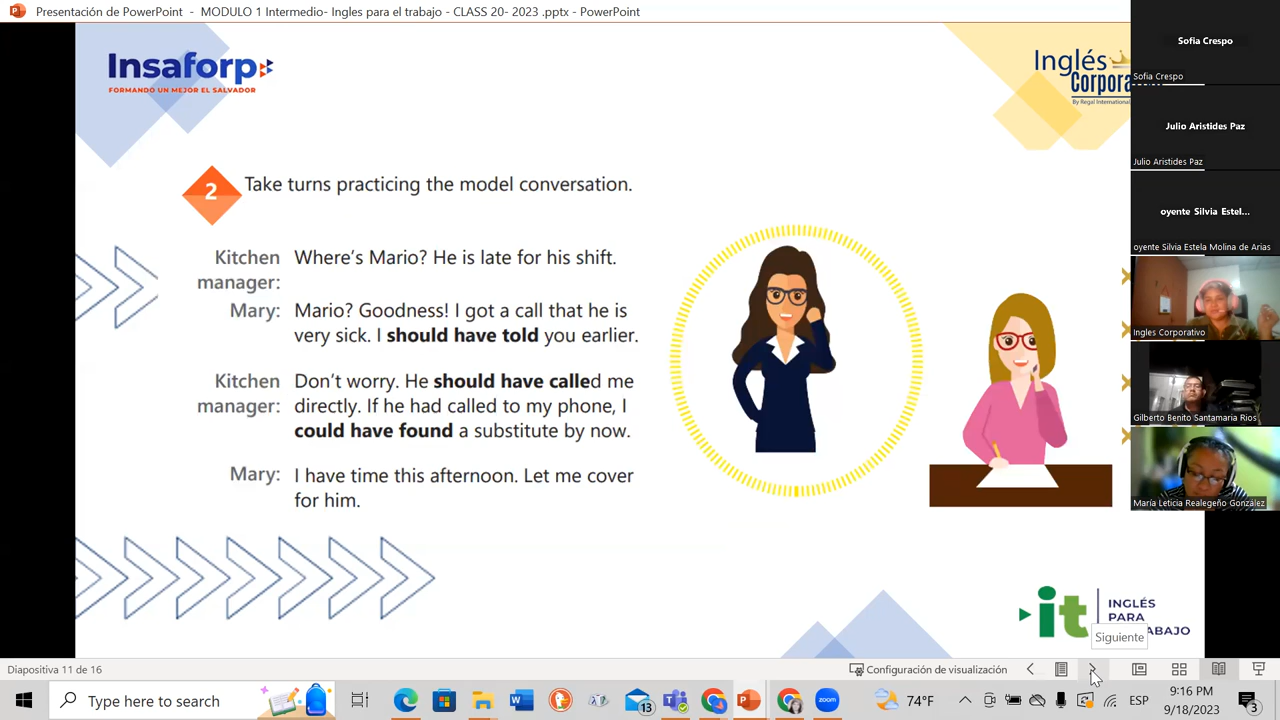 Presentación de PowerPoint - MODULO 1 Intermedio- Ingles para el trabajo - CLASS 20- 2023 .pptx - PowerPoint
Insaforp
FORMANDO UN MEJOR EL SALVADOR
Inglés
Corpora
By Regal International
2 Take turns practicing the model conversation.
Kitchen manager: Where's Mario? He is late for his shift.
Mary: Mario? Goodness! I got a call that he is
very sick. I should have told you earlier.
Kitchen manager: Don't worry. He should have called me
directly. If he had called to my phone, I
could have found a substitute by now.
Mary: I have time this afternoon. Let me cover
for him.
it
INGLÉS
PARA
ABAJO
Siguiente
Sofia Crespo
Sofia Crespo
Julio Aristides Paz
Julio Aristides Paz
oyente Silvia Estel...
oyente Silvia Estela Molina de Arias
Ingles Corporativo
Gilberto Benito Santamaria Rios
María Leticia Realegeño González
Diapositiva 11 de 16
Configuración de visualización
Type here to search
13
zoom
74°F
ESP
9:16 PM
9/18/2023
3